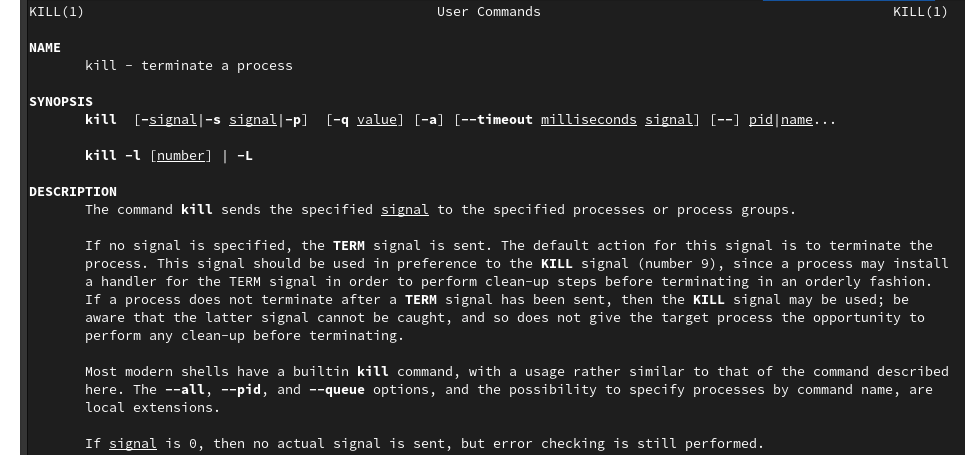 KILL(1) User Commands KILL(1)
NAME
kill - terminate a process
SYNOPSIS
kill [-signal|-s signal|-p] [-q value] [-a] [--timeout milliseconds signal] [--] pid|name...
kill -l [number] | -L
DESCRIPTION
The command kill sends the specified signal to the specified processes or process groups.
If no signal is specified, the TERM signal is sent. The default action for this signal is to terminate the
process. This signal should be used in preference to the KILL signal (number 9), since a process may install
a handler for the TERM signal in order to perform clean-up steps before terminating in an orderly fashion.
If a process does not terminate after a TERM signal has been sent, then the KILL signal may be used; be
aware that the latter signal cannot be caught, and so does not give the target process the opportunity to
perform any clean-up before terminating.
Most modern shells have a builtin kill command, with a usage rather similar to that of the command described
here. The --all, --pid, and --queue options, and the possibility to specify processes by command name, are
local extensions.
If signal is 0, then no actual signal is sent, but error checking is still performed.